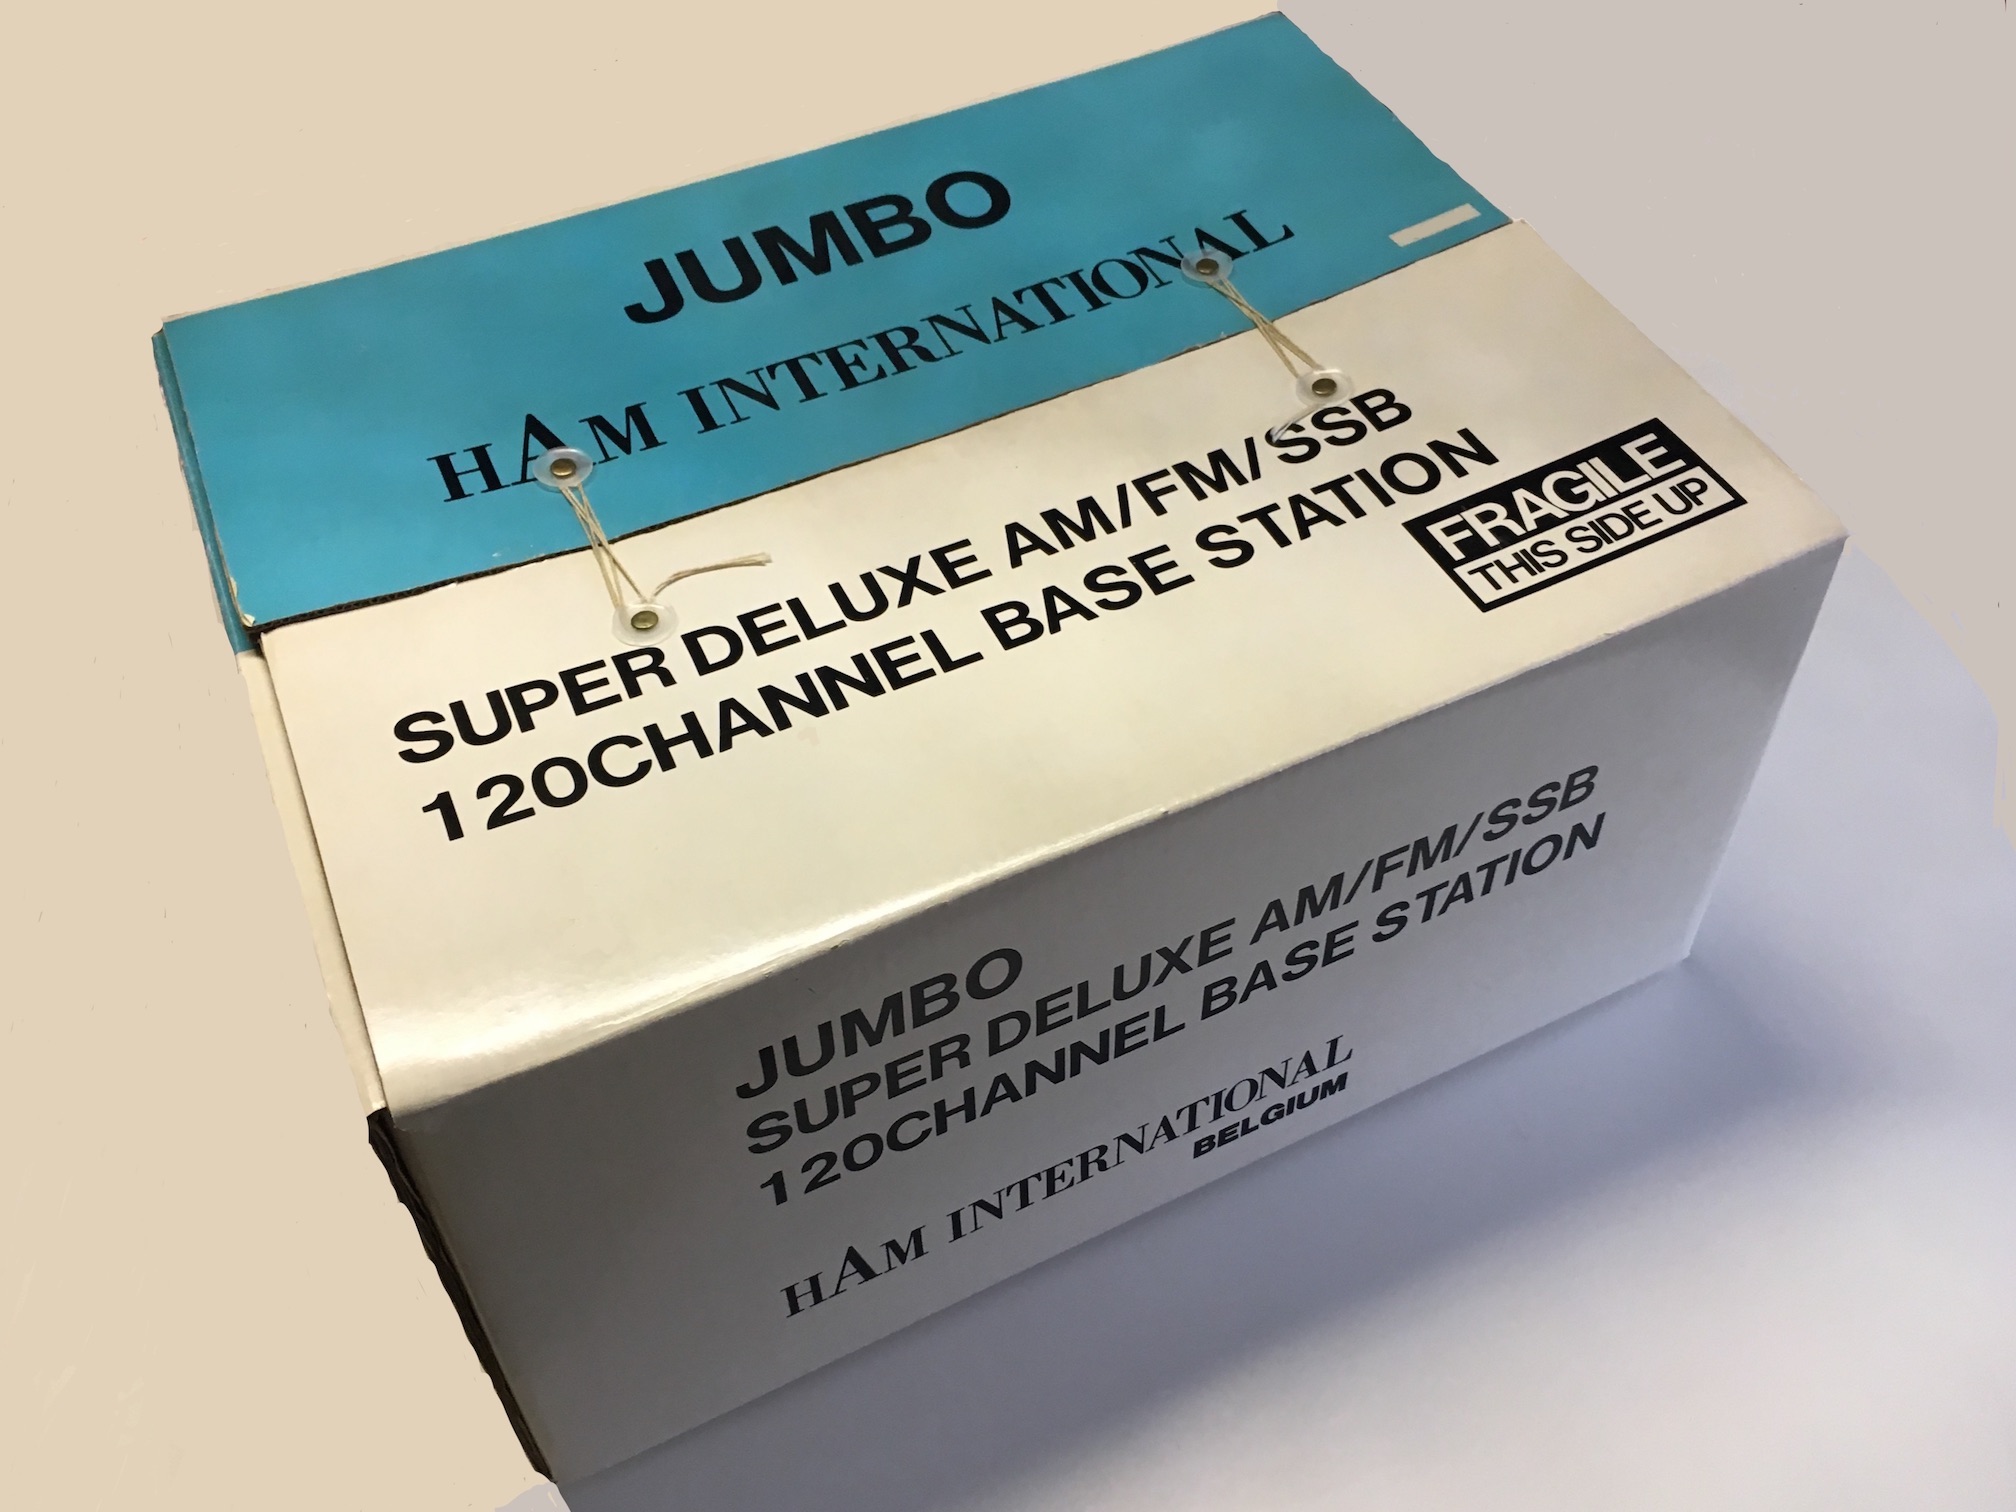 JUMBO
HAM INTERNATIONAL
SUPER DELUXE AM/FM/SSB
120CHANNEL BASE STATION
FRAGILE
THIS SIDE UP
JUMBO
SUPER DELUXE AM/FM/SSB
120CHANNEL BASE STATION
HAM INTERNATIONAL
BELGIUM